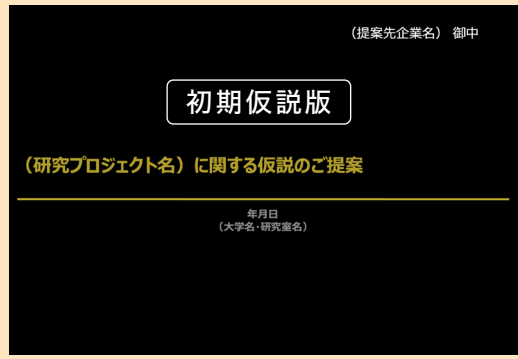 （提案先企業名） 御中
初期仮説版
（研究プロジェクト名）に関する仮説のご提案
年月日
（大学名・研究室名）